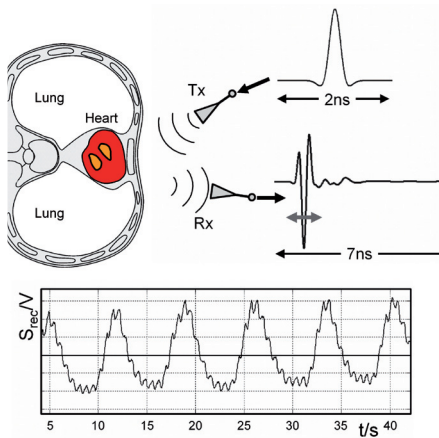 Lung
Heart
Lung
Tx
2ns
Rx
7ns
S_rec/V
5 10 15 20 25 30 35 40
t/s